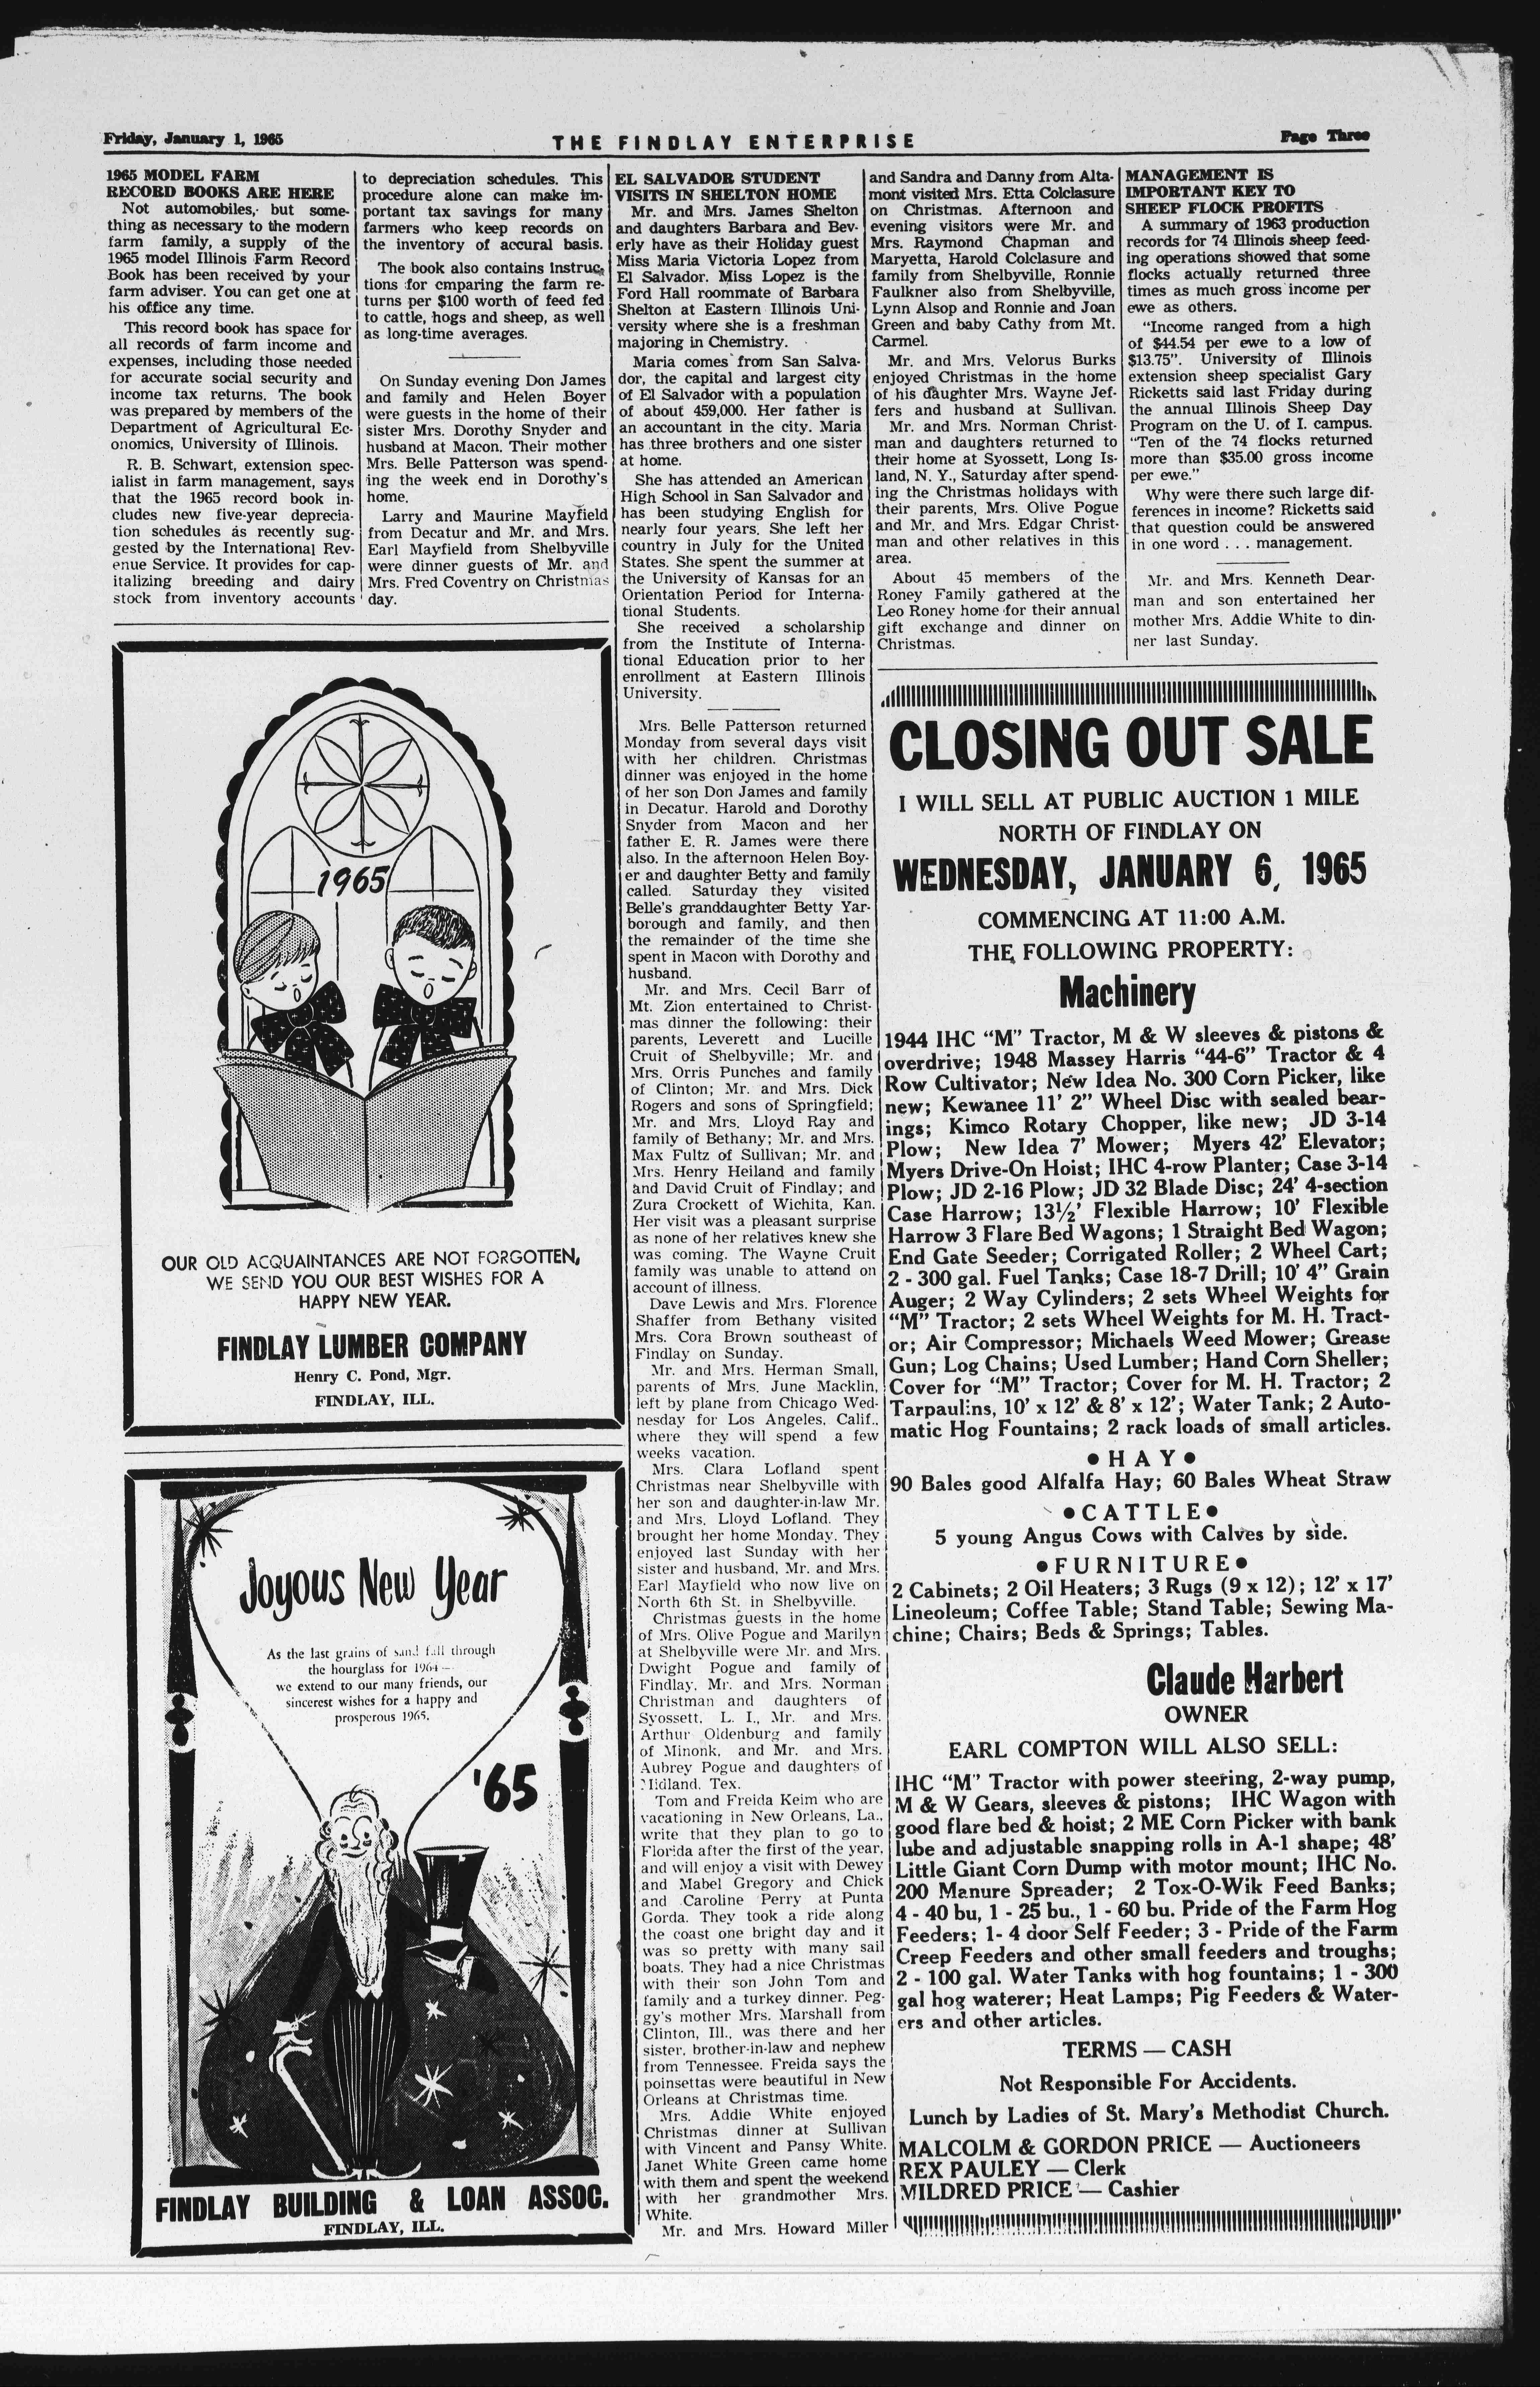 Friday, January 1, 1965
THE FINDLAY ENTERPRISE
Page Three
1965 MODEL FARM
RECORD BOOKS ARE HERE
Not automobiles, but some-
thing as necessary to the modern
farm family, a supply of the
1965 model Illinois Farm Record
Book has been received by your
farm adviser. You can get one at
his office any time.
This record book has space for
all records of farm income and
expenses, including those needed
for accurate social security and
income tax returns. The book
was prepared by members of the
Department of Agricultural Ec-
onomics, University of Illinois.
R. B. Schwart, extension spec-
ialist in farm management, says
that the 1965 record book in-
cludes new five-year deprecia-
tion schedules as recently sug-
gested by the International Rev-
enue Service. It provides for cap-
italizing breeding and dairy
stock from inventory accounts
to depreciation schedules. This
procedure alone can make im-
portant tax savings for many
farmers who keep records on
the inventory of accural basis.
The book also contains Instruc-
tions for cmparing the farm re-
turns per $100 worth of feed fed
to cattle, hogs and sheep, as well
as long-time averages.
On Sunday evening Don James
and family and Helen Boyer
were guests in the home of their
sister Mrs. Dorothy Snyder and
husband at Macon. Their mother
Mrs. Belle Patterson was spend-
ing the week end in Dorothy's
home.
Larry and Maurine Mayfield
from Decatur and Mr. and Mrs.
Earl Mayfield from Shelbyville
were dinner guests of Mr. and
Mrs. Fred Coventry on Christmas
day.
1965
OUR OLD ACQUAINTANCES ARE NOT FORGOTTEN,
WE SEND YOU OUR BEST WISHES FOR A
HAPPY NEW YEAR.
FINDLAY LUMBER COMPANY
Henry C. Pond, Mgr.
FINDLAY, ILL.
Joyous New Year
As the last grains of sand fall through
the hourglass for 1964 —
we extend to our many friends, our
sincerest wishes for a happy and
prosperous 1965.
'65
FINDLAY BUILDING & LOAN ASSOC.
FINDLAY, ILL.
EL SALVADOR STUDENT
VISITS IN SHELTON HOME
Mr. and Mrs. James Shelton
and daughters Barbara and Bev-
erly have as their Holiday guest
Miss Maria Victoria Lopez from
El Salvador. Miss Lopez is the
Ford Hall roommate of Barbara
Shelton at Eastern Illinois Uni-
versity where she is a freshman
majoring in Chemistry.
Maria comes from San Salva-
dor, the capital and largest city
of El Salvador with a population
of about 459,000. Her father is
an accountant in the city. Maria
has three brothers and one sister
at home.
She has attended an American
High School in San Salvador and
has been studying English for
nearly four years. She left her
country in July for the United
States. She spent the summer at
the University of Kansas for an
Orientation Period for Interna-
tional Students.
She received a scholarship
from the Institute of Interna-
tional Education prior to her
enrollment at Eastern Illinois
University.
Mrs. Belle Patterson returned
Monday from several days visit
with her children. Christmas
dinner was enjoyed in the home
of her son Don James and family
in Decatur. Harold and Dorothy
Snyder from Macon and her
father E. R. James were there
also. In the afternoon Helen Boy-
er and daughter Betty and family
called. Saturday they visited
Belle's granddaughter Betty Yar-
borough and family, and then
the remainder of the time she
spent in Macon with Dorothy and
husband.
Mr. and Mrs. Cecil Barr of
Mt. Zion entertained to Christ-
mas dinner the following: their
parents, Leverett and Lucille
Cruit of Shelbyville; Mr. and
Mrs. Orris Punches and family
of Clinton; Mr. and Mrs. Dick
Rogers and sons of Springfield;
Mr. and Mrs. Lloyd Ray and
family of Bethany; Mr. and Mrs.
Max Fultz of Sullivan; Mr. and
Mrs. Henry Heiland and family
and David Cruit of Findlay; and
Zura Crockett of Wichita, Kan.
Her visit was a pleasant surprise
as none of her relatives knew she
was coming. The Wayne Cruit
family was unable to attend on
account of illness.
Dave Lewis and Mrs. Florence
Shaffer from Bethany visited
Mrs. Cora Brown southeast of
Findlay on Sunday.
Mr. and Mrs. Herman Small,
parents of Mrs. June Macklin,
left by plane from Chicago Wed-
nesday for Los Angeles, Calif.,
where they will spend a few
weeks vacation.
Mrs. Clara Lofland spent
Christmas near Shelbyville with
her son and daughter-in-law Mr.
and Mrs. Lloyd Lofland. They
brought her home Monday. They
enjoyed last Sunday with her
sister and husband, Mr. and Mrs.
Earl Mayfield who now live on
North 6th St. in Shelbyville.
Christmas guests in the home
of Mrs. Olive Pogue and Marilyn
at Shelbyville were Mr. and Mrs.
Dwight Pogue and family of
Findlay, Mr. and Mrs. Norman
Christman and daughters of
Syossett, L. I., Mr. and Mrs.
Arthur Oldenburg and family
of Minonk, and Mr. and Mrs.
Aubrey Pogue and daughters of
Midland, Tex.
Tom and Freida Keim who are
vacationing in New Orleans, La.,
write that they plan to go to
Florida after the first of the year,
and will enjoy a visit with Dewey
and Mabel Gregory and Chick
and Caroline Perry at Punta
Gorda. They took a ride along
the coast one bright day and it
was so pretty with many sail
boats. They had a nice Christmas
with their son John Tom and
family and a turkey dinner. Peg-
gy's mother Mrs. Marshall from
Clinton, Ill., was there and her
sister, brother-in-law and nephew
from Tennessee. Freida says the
poinsettas were beautiful in New
Orleans at Christmas time.
Mrs. Addie White enjoyed
Christmas dinner at Sullivan
with Vincent and Pansy White.
Janet White Green came home
with them and spent the weekend
with her grandmother Mrs.
White.
Mr. and Mrs. Howard Miller
and Sandra and Danny from Alta-
mont visited Mrs. Etta Colclasure
on Christmas. Afternoon and
evening visitors were Mr. and
Mrs. Raymond Chapman and
Maryetta, Harold Colclasure and
family from Shelbyville, Ronnie
Faulkner also from Shelbyville,
Lynn Alsop and Ronnie and Joan
Green and baby Cathy from Mt.
Carmel.
Mr. and Mrs. Velorus Burks
enjoyed Christmas in the home
of his daughter Mrs. Wayne Jef-
fers and husband at Sullivan.
Mr. and Mrs. Norman Christ-
man and daughters returned to
their home at Syossett, Long Is-
land, N. Y., Saturday after spend-
ing the Christmas holidays with
their parents, Mrs. Olive Pogue
and Mr. and Mrs. Edgar Christ-
man and other relatives in this
area.
About 45 members of the
Roney Family gathered at the
Leo Roney home for their annual
gift exchange and dinner on
Christmas.
MANAGEMENT IS
IMPORTANT KEY TO
SHEEP FLOCK PROFITS
A summary of 1963 production
records for 74 Illinois sheep feed-
ing operations showed that some
flocks actually returned three
times as much gross income per
ewe as others.
"Income ranged from a high
of $44.54 per ewe to a low of
$13.75". University of Illinois
extension sheep specialist Gary
Ricketts said last Friday during
the annual Illinois Sheep Day
Program on the U. of I. campus.
"Ten of the 74 flocks returned
more than $35.00 gross income
per ewe."
Why were there such large dif-
ferences in income? Ricketts said
that question could be answered
in one word . . . management.
Mr. and Mrs. Kenneth Dear-
man and son entertained her
mother Mrs. Addie White to din-
ner last Sunday.
CLOSING OUT SALE
I WILL SELL AT PUBLIC AUCTION 1 MILE
NORTH OF FINDLAY ON
WEDNESDAY, JANUARY 6, 1965
COMMENCING AT 11:00 A.M.
THE FOLLOWING PROPERTY:
Machinery
1944 IHC "M" Tractor, M & W sleeves & pistons &
overdrive; 1948 Massey Harris "44-6" Tractor & 4
Row Cultivator; New Idea No. 300 Corn Picker, like
new; Kewanee 11' 2" Wheel Disc with sealed bear-
ings; Kimco Rotary Chopper, like new; JD 3-14
Plow; New Idea 7' Mower; Myers 42' Elevator;
Myers Drive-On Hoist; IHC 4-row Planter; Case 3-14
Plow; JD 2-16 Plow; JD 32 Blade Disc; 24' 4-section
Case Harrow; 13½' Flexible Harrow; 10' Flexible
Harrow 3 Flare Bed Wagons; 1 Straight Bed Wagon;
End Gate Seeder; Corrigated Roller; 2 Wheel Cart;
2 - 300 gal. Fuel Tanks; Case 18-7 Drill; 10' 4" Grain
Auger; 2 Way Cylinders; 2 sets Wheel Weights for
"M" Tractor; 2 sets Wheel Weights for M. H. Tract-
or; Air Compressor; Michaels Weed Mower; Grease
Gun; Log Chains; Used Lumber; Hand Corn Sheller;
Cover for "M" Tractor; Cover for M. H. Tractor; 2
Tarpaulins, 10' x 12' & 8' x 12'; Water Tank; 2 Auto-
matic Hog Fountains; 2 rack loads of small articles.
• HAY •
90 Bales good Alfalfa Hay; 60 Bales Wheat Straw
• CATTLE •
5 young Angus Cows with Calves by side.
• FURNITURE •
2 Cabinets; 2 Oil Heaters; 3 Rugs (9 x 12); 12' x 17'
Lineoleum; Coffee Table; Stand Table; Sewing Ma-
chine; Chairs; Beds & Springs; Tables.
Claude Harbert
OWNER
EARL COMPTON WILL ALSO SELL:
IHC "M" Tractor with power steering, 2-way pump,
M & W Gears, sleeves & pistons; IHC Wagon with
good flare bed & hoist; 2 ME Corn Picker with bank
lube and adjustable snapping rolls in A-1 shape; 48'
Little Giant Corn Dump with motor mount; IHC No.
200 Manure Spreader; 2 Tox-O-Wik Feed Banks;
4 - 40 bu, 1 - 25 bu., 1 - 60 bu. Pride of the Farm Hog
Feeders; 1- 4 door Self Feeder; 3 - Pride of the Farm
Creep Feeders and other small feeders and troughs;
2 - 100 gal. Water Tanks with hog fountains; 1 - 300
gal hog waterer; Heat Lamps; Pig Feeders & Water-
ers and other articles.
TERMS — CASH
Not Responsible For Accidents.
Lunch by Ladies of St. Mary's Methodist Church.
MALCOLM & GORDON PRICE — Auctioneers
REX PAULEY — Clerk
MILDRED PRICE — Cashier